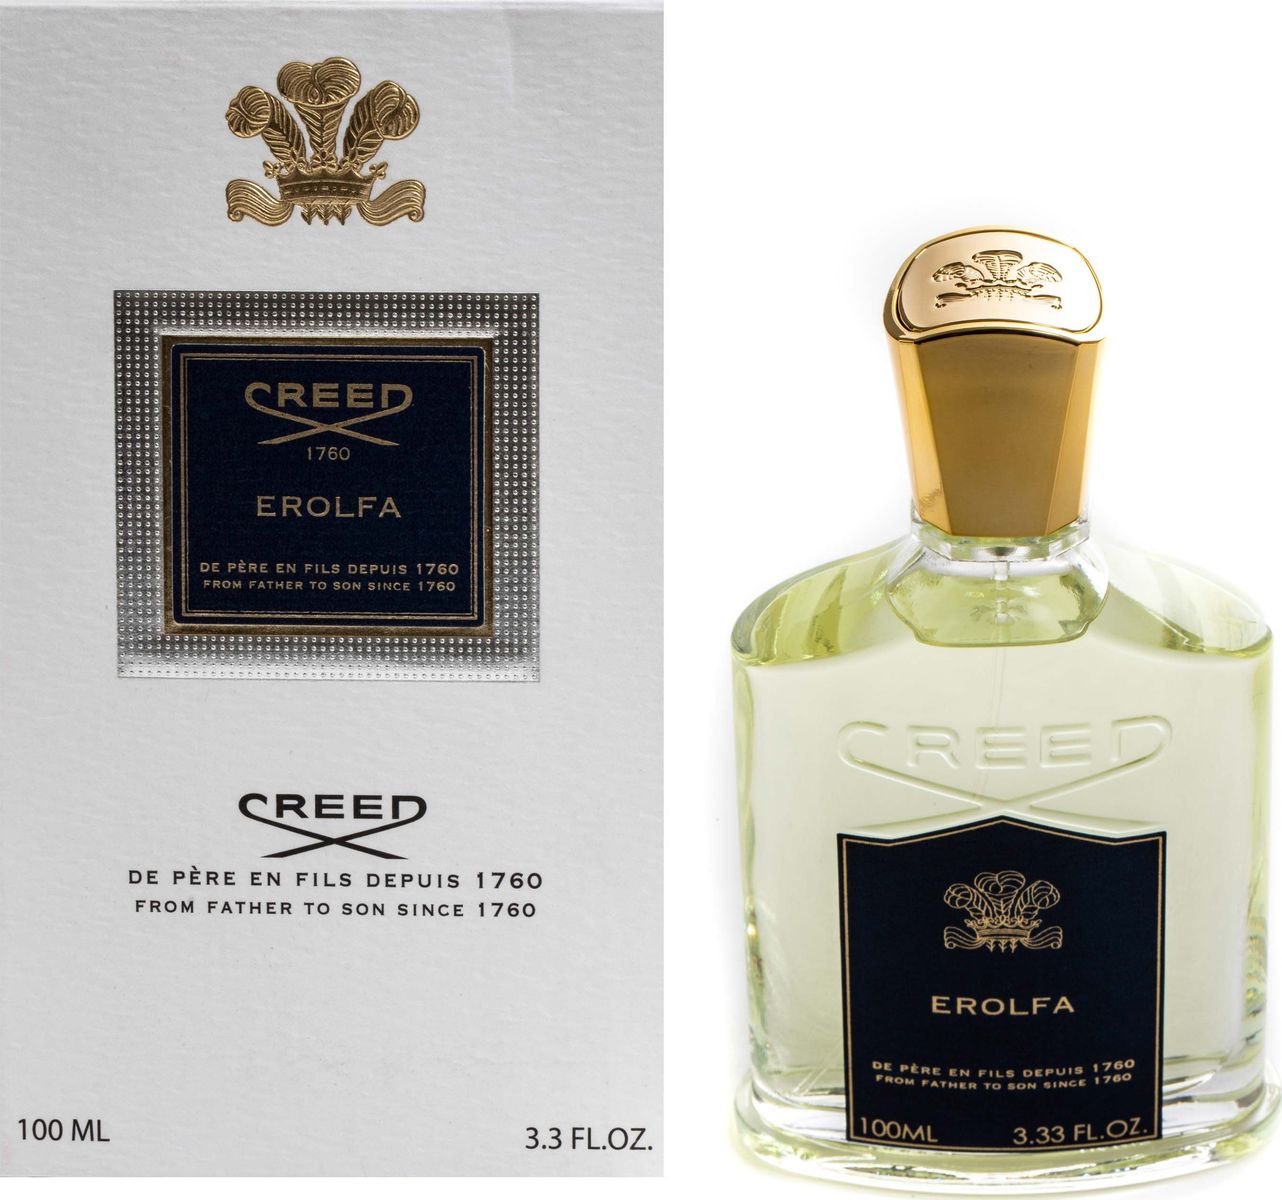 CREED
1760
EROLFA
DE PÈRE EN FILS DEPUIS 1760
FROM FATHER TO SON SINCE 1760
CREED
DE PÈRE EN FILS DEPUIS 1760
FROM FATHER TO SON SINCE 1760
100 ML
3.3 FL.OZ.
CREED
EROLFA
DE PÈRE EN FILS DEPUIS 1760
FROM FATHER TO SON SINCE 1760
100ML 3.33 FL.OZ.